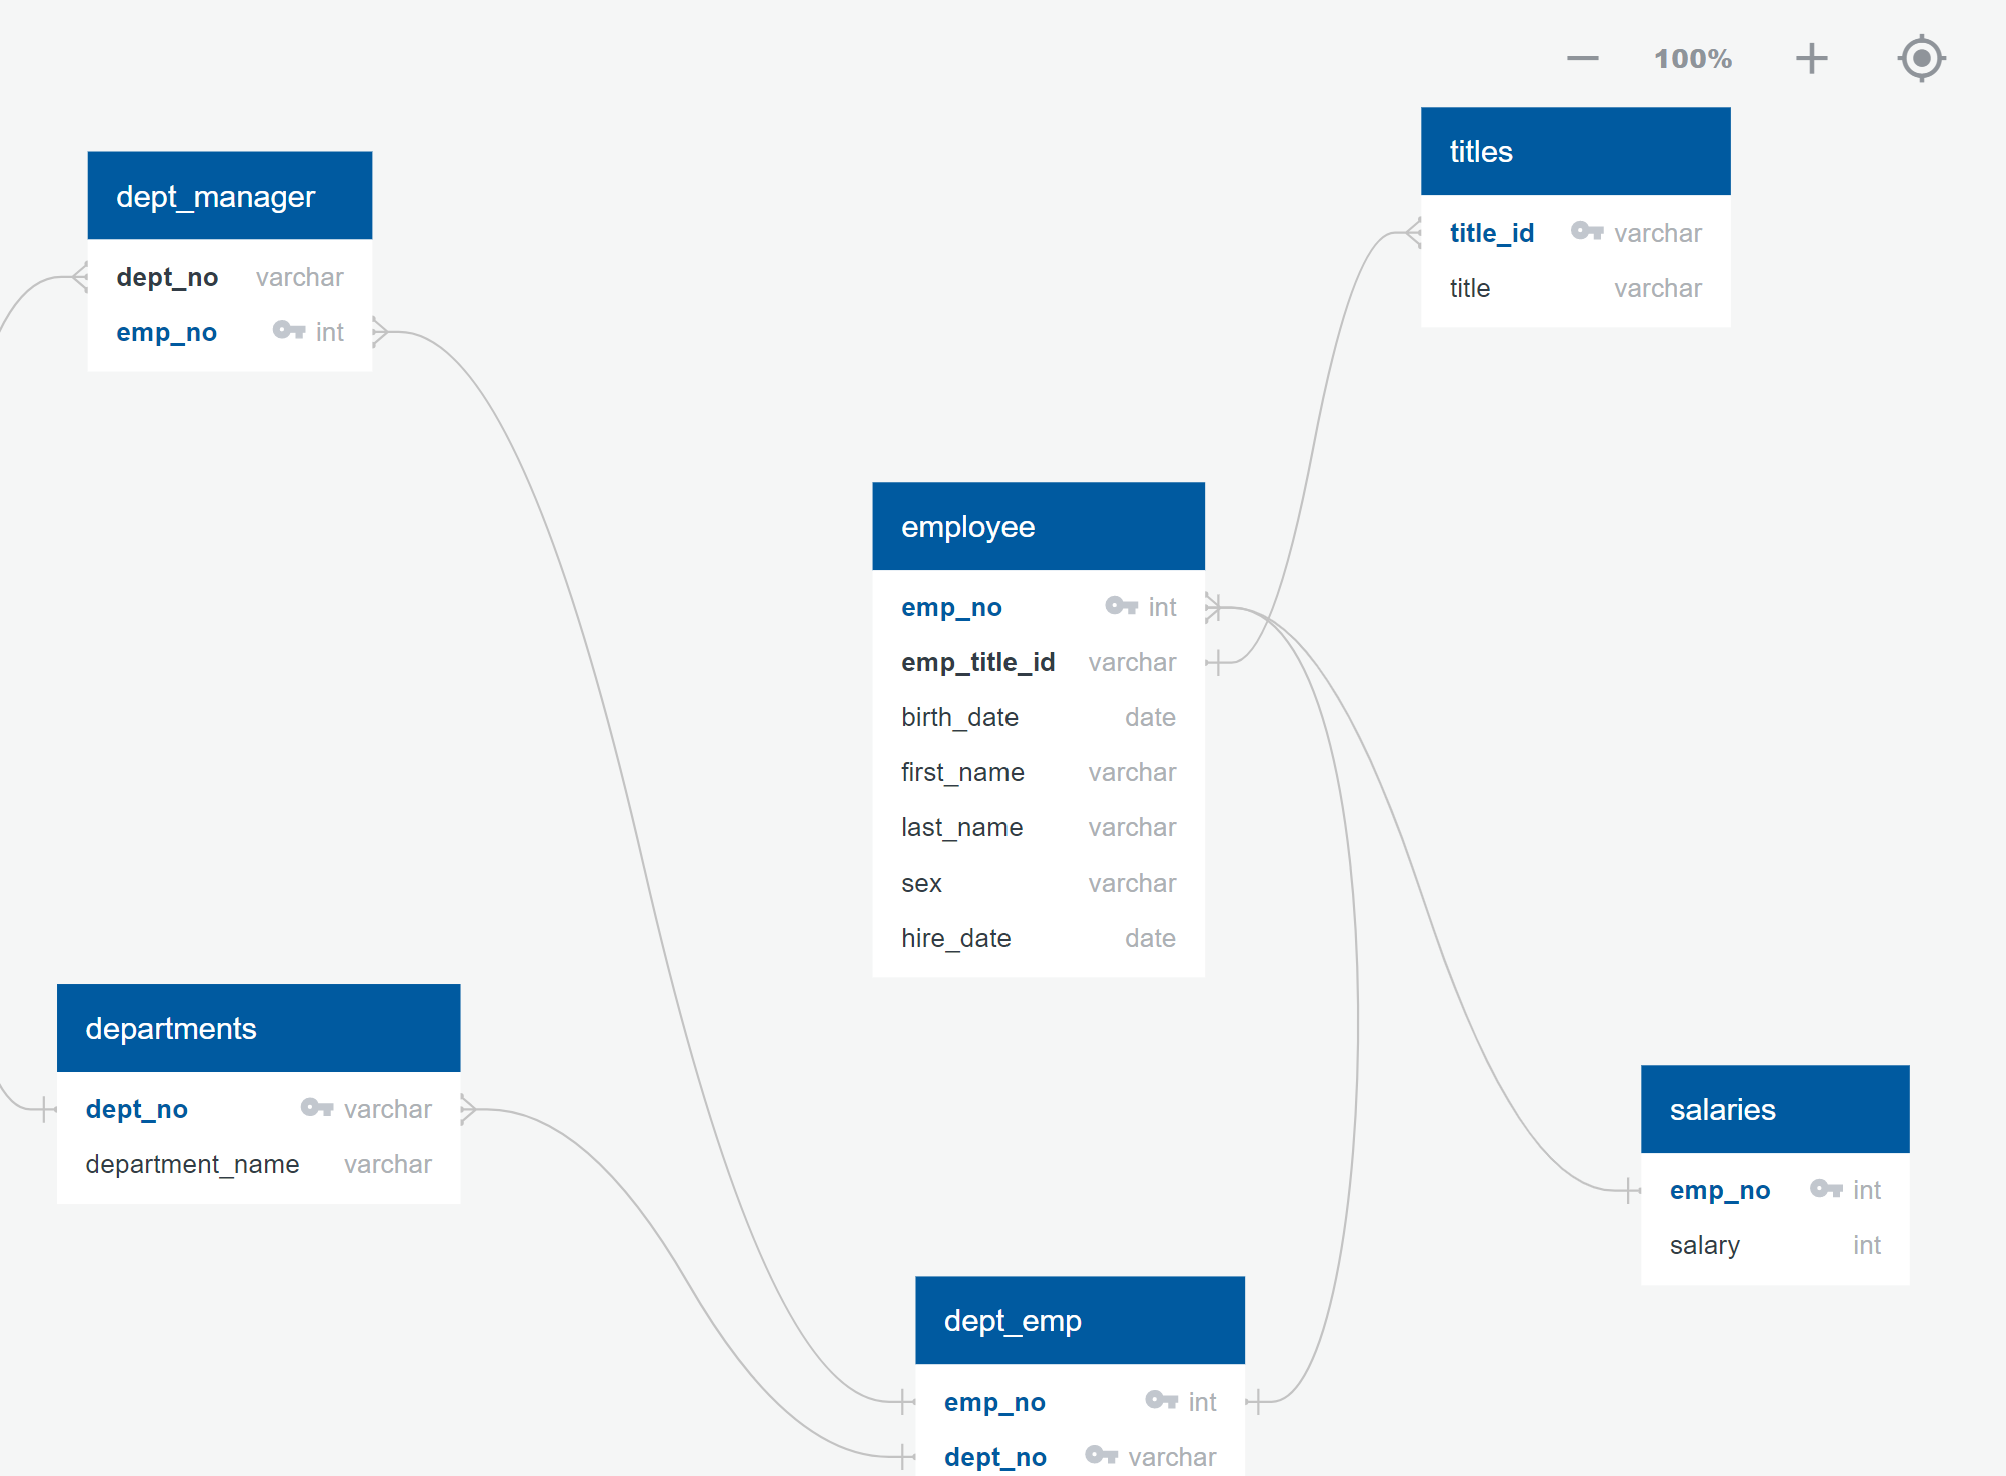 100%
titles
title_id varchar
title varchar
dept_manager
dept_no varchar
emp_no int
employee
emp_no int
emp_title_id varchar
birth_date date
first_name varchar
last_name varchar
sex varchar
hire_date date
departments
dept_no varchar
department_name varchar
salaries
emp_no int
salary int
dept_emp
emp_no int
dept_no varchar